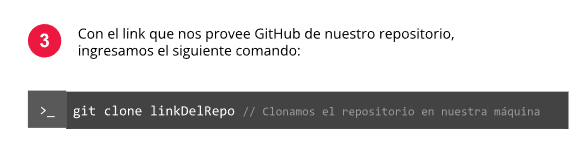 3
Con el link que nos provee GitHub de nuestro repositorio,
ingresamos el siguiente comando:
>_ git clone linkDelRepo // Clonamos el repositorio en nuestra máquina